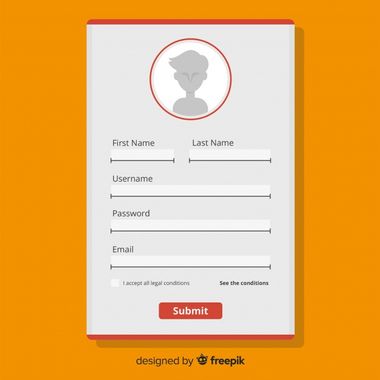 First Name Last Name
Username
Password
Email
I accept all legal conditions See the conditions
Submit
designed by freepik